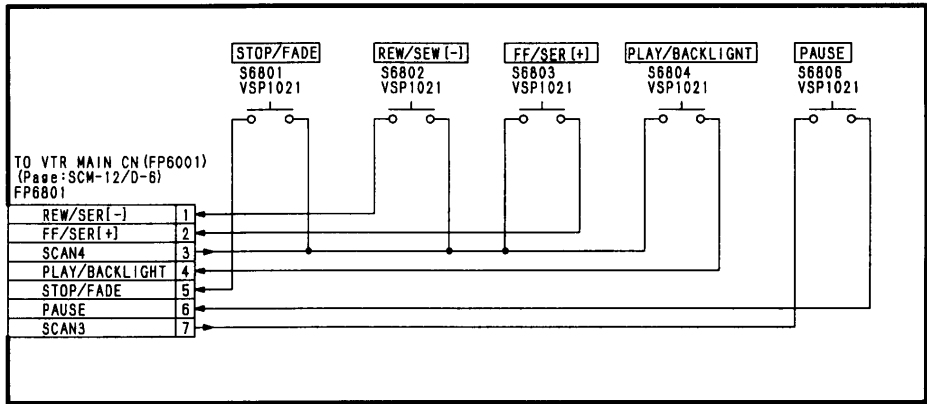 STOP/FADE
S6801
VSP1021
REW/SEW(-)
S6802
VSP1021
FF/SER(+)
S6803
VSP1021
PLAY/BACKLIGNT
S6804
VSP1021
PAUSE
S6806
VSP1021
TO VTR MAIN CN(FP6001)
(Page:SCM-12/D-6)
FP6801
REW/SER(-) 1
FF/SER(+) 2
SCAN4 3
PLAY/BACKLIGHT 4
STOP/FADE 5
PAUSE 6
SCAN3 7